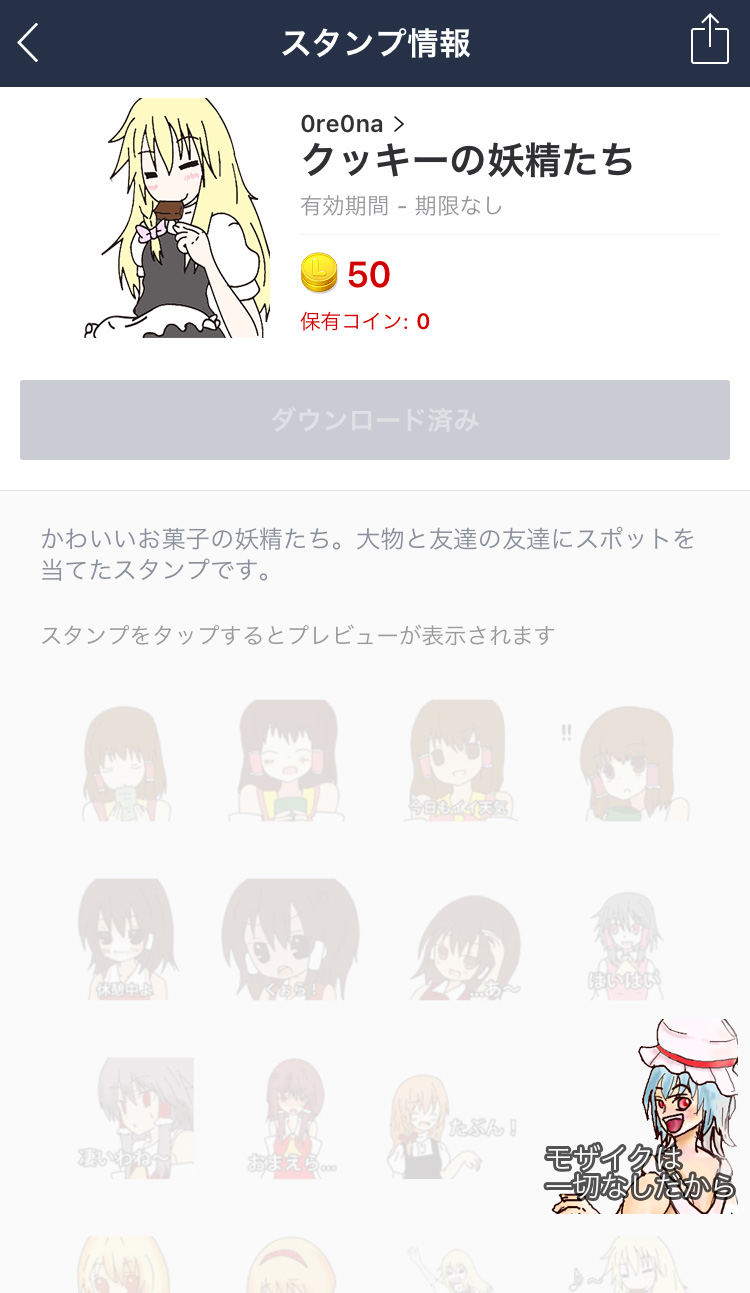 スタンプ情報
0re0na >
クッキーの妖精たち
有効期間 - 期限なし
50
保有コイン: 0
ダウンロード済み
かわいいお菓子の妖精たち。大物と友達の友達にスポットを
当てたスタンプです。
スタンプをタップするとプレビューが表示されます
!!
今日もイイ天気
休憩中よ
くぉら！
...あ〜
はいはい
凄いわね〜
おまえら...
たぶん！
モザイクは
一切なしだから